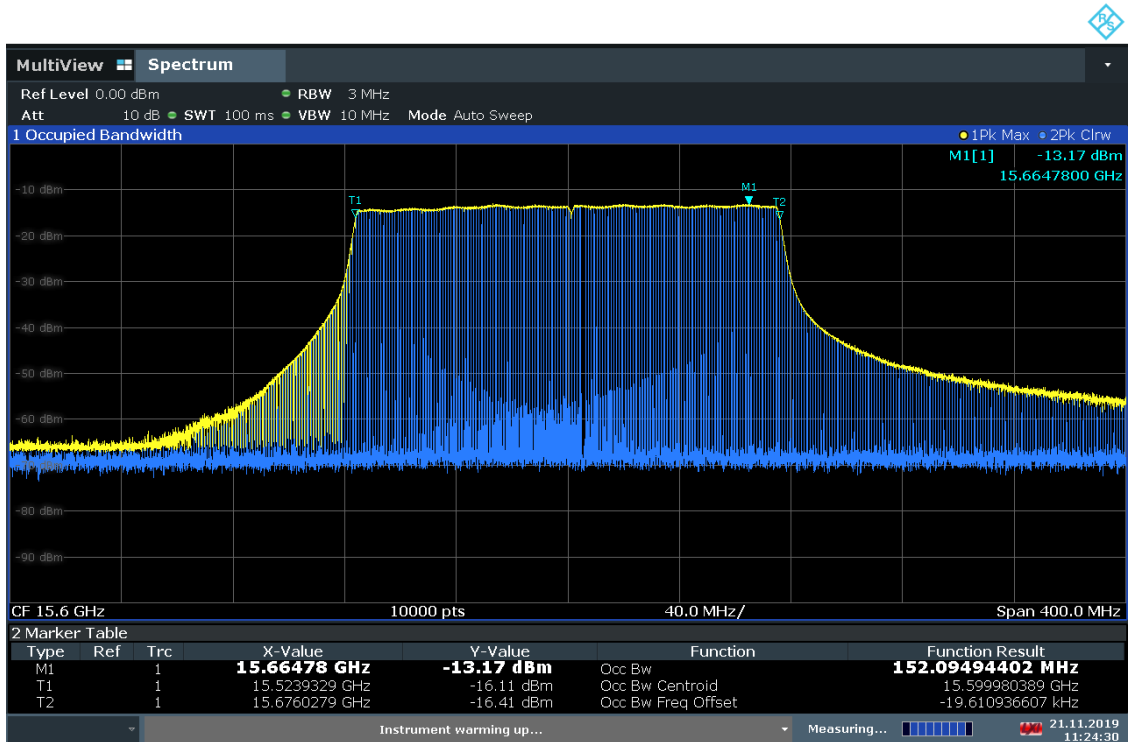 R&S
MultiView Spectrum
Ref Level 0.00 dBm RBW 3 MHz
Att 10 dB SWT 100 ms VBW 10 MHz Mode Auto Sweep
1 Occupied Bandwidth 1Pk Max 2Pk Clrw
M1[1] -13.17 dBm
15.6647800 GHz
M1
-10 dBm
T1 T2
-20 dBm
-30 dBm
-40 dBm
-50 dBm
-60 dBm
-80 dBm
-90 dBm
CF 15.6 GHz 10000 pts 40.0 MHz/ Span 400.0 MHz
2 Marker Table
Type Ref Trc X-Value Y-Value Function Function Result
M1 1 15.66478 GHz -13.17 dBm Occ Bw 152.09494402 MHz
T1 1 15.5239329 GHz -16.11 dBm Occ Bw Centroid 15.599980389 GHz
T2 1 15.6760279 GHz -16.41 dBm Occ Bw Freq Offset -19.610936607 kHz
Instrument warming up... Measuring... 21.11.2019
11:24:30